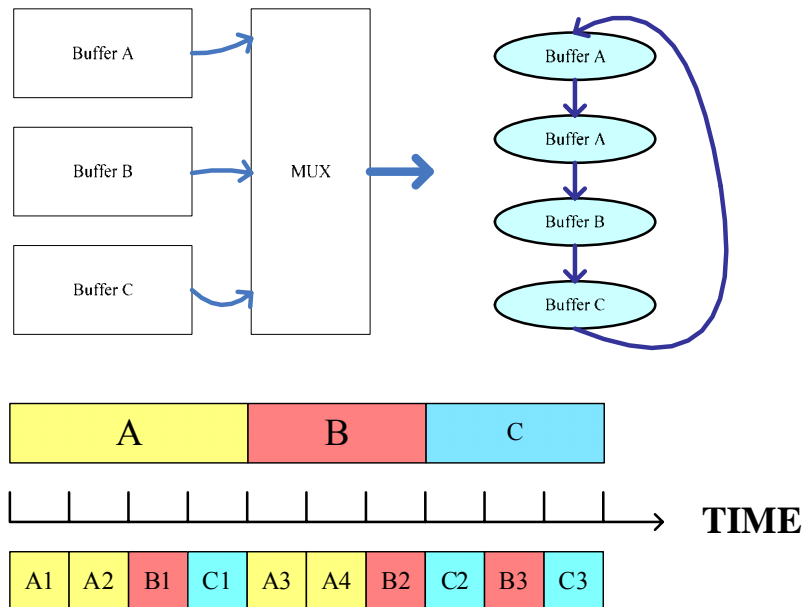 Buffer A
Buffer B
Buffer C
MUX
Buffer A
Buffer A
Buffer B
Buffer C
A B C
TIME
A1 A2 B1 C1 A3 A4 B2 C2 B3 C3